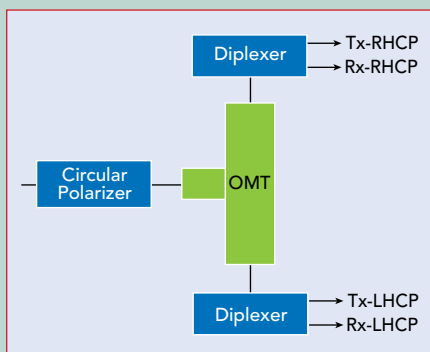 Diplexer
Tx-RHCP
Rx-RHCP
Circular
Polarizer
OMT
Diplexer
Tx-LHCP
Rx-LHCP